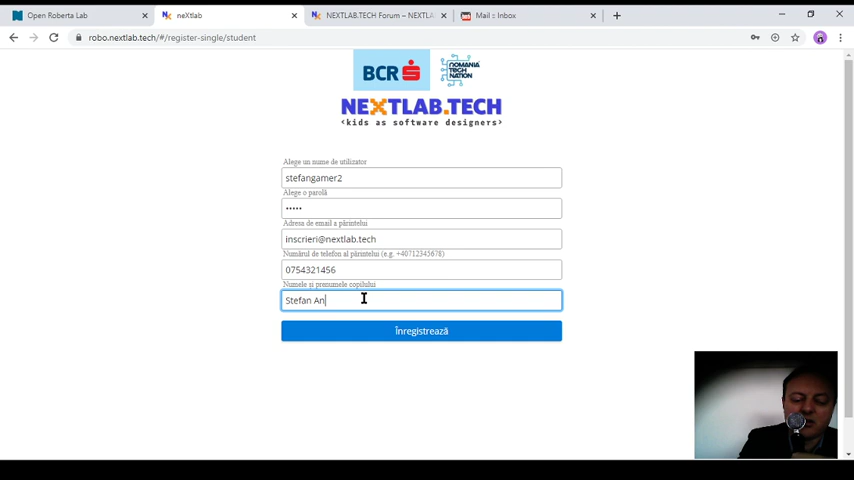 Open Roberta Lab
neXtlab
NEXTLAB.TECH Forum – NEXTLA
Mail :: Inbox
robo.nextlab.tech/#/register-single/student
BCR
ROMANIA
TECH
NATION
NEXTLAB.TECH
<kids as software designers>
Alege un nume de utilizator
stefangamer2
Alege o parolă
•••••
Adresa de email a părintelui
inscrieri@nextlab.tech
Numărul de telefon al părintelui (e.g. +40712345678)
0754321456
Numele și prenumele copilului
Stefan An
Înregistrează